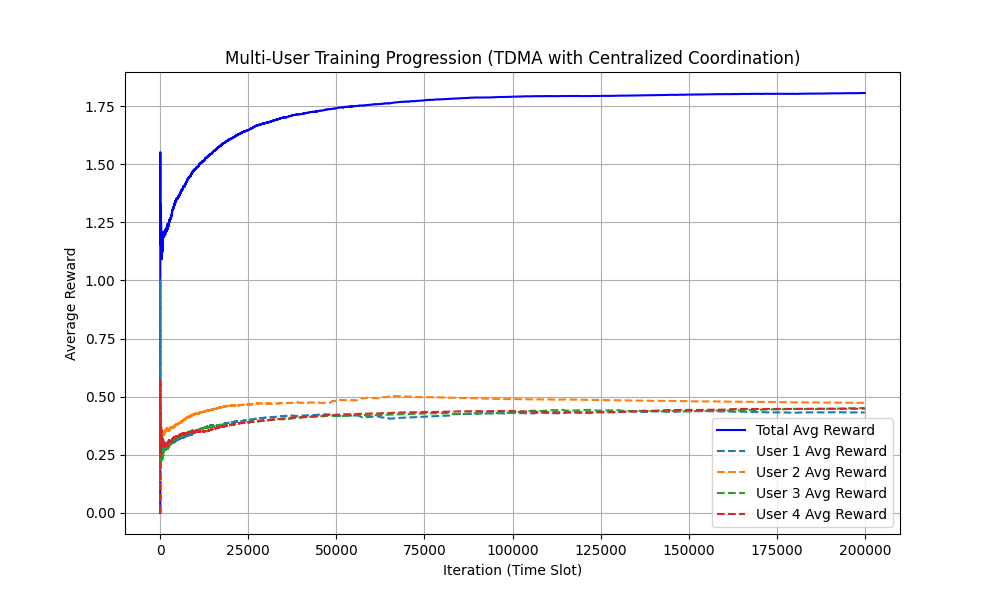 Multi-User Training Progression (TDMA with Centralized Coordination)
Average Reward
1.75
1.50
1.25
1.00
0.75
0.50
0.25
0.00
Total Avg Reward
User 1 Avg Reward
User 2 Avg Reward
User 3 Avg Reward
User 4 Avg Reward
0 25000 50000 75000 100000 125000 150000 175000 200000
Iteration (Time Slot)